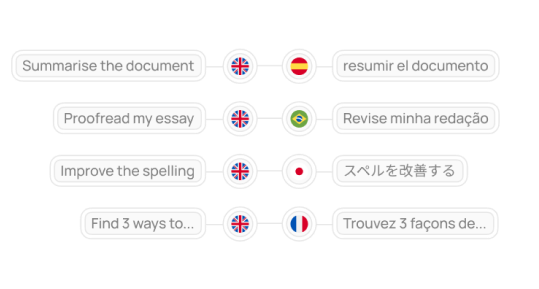 Summarise the document resumir el documento
Proofread my essay Revise minha redação
Improve the spelling スペルを改善する
Find 3 ways to... Trouvez 3 façons de...